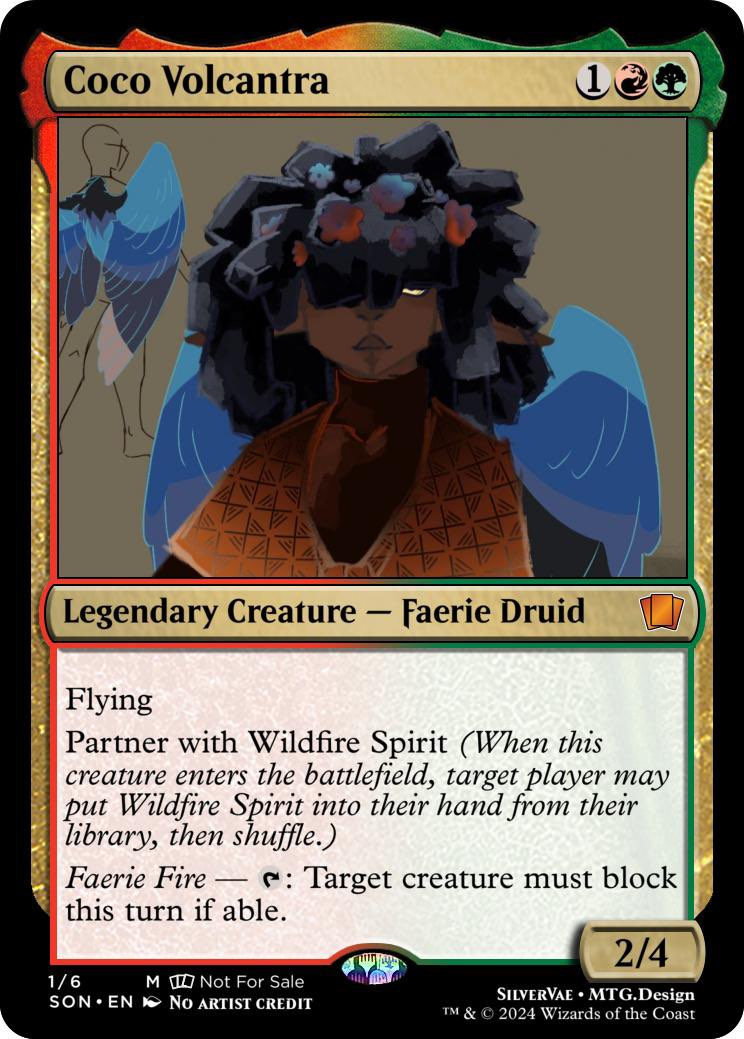 Coco Volcantra 1
Legendary Creature — Faerie Druid
Flying
Partner with Wildfire Spirit (When this
creature enters the battlefield, target player may
put Wildfire Spirit into their hand from their
library, then shuffle.)
Faerie Fire — : Target creature must block
this turn if able.
2/4
1/6 M Not For Sale
SON • EN No artist credit
SilverVae • MTG.Design
™ & © 2024 Wizards of the Coast